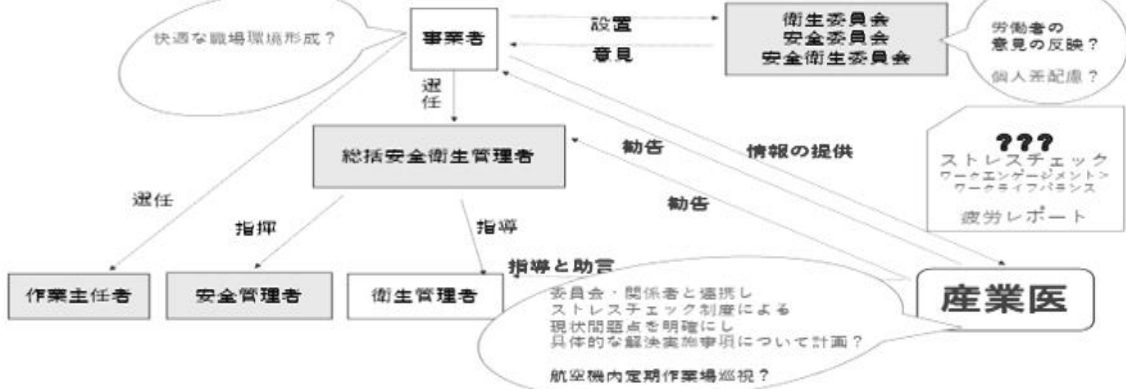 快適な職場環境形成？
事業者
設置
意見
衛生委員会
安全委員会
安全衛生委員会
労働者の
意見の反映？
個人差配慮？
選任
総括安全衛生管理者
勧告
情報の提供
???
ストレスチェック
ワークエンゲージメント＞
ワークライフバランス
疲労レポート
選任
指揮
指導
勧告
指導と助言
作業主任者
安全管理者
衛生管理者
産業医
委員会・関係者と連携し
ストレスチェック制度による
現状問題点を明確にし
具体的な解決実施事項について計画？
航空機内定期作業場巡視？